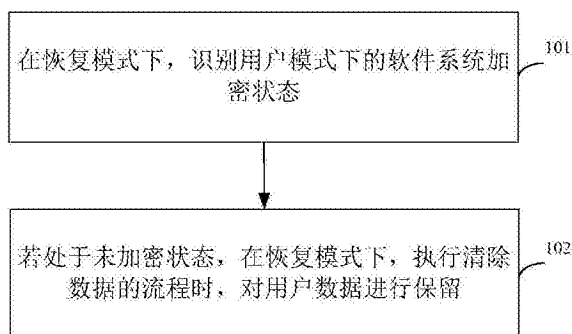 在恢复模式下，识别用户模式下的软件系统加
密状态
101
若处于未加密状态，在恢复模式下，执行清除
数据的流程时，对用户数据进行保留
102